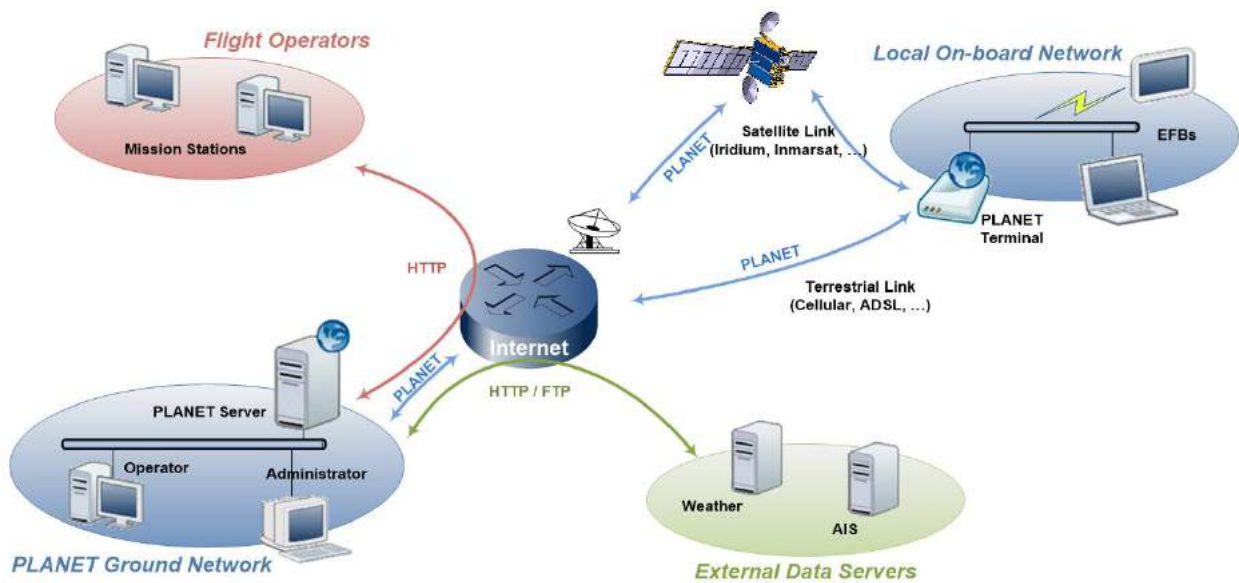 Flight Operators
Mission Stations
Local On-board Network
EFBs
PLANET
Terminal
Satellite Link
(Iridium, Inmarsat, ...)
PLANET
PLANET
Terrestrial Link
(Cellular, ADSL, ...)
HTTP
Internet
PLANET
HTTP / FTP
PLANET Server
Operator
Administrator
PLANET Ground Network
Weather
AIS
External Data Servers